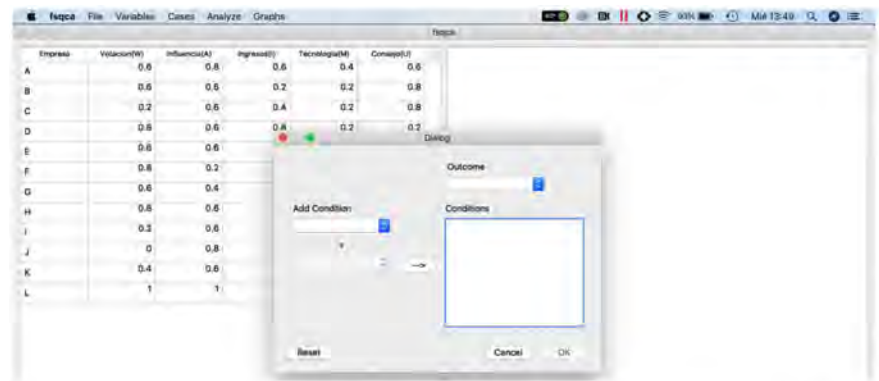 fsqca File Variables Cases Analyze Graphs 93% Mié 13:49
fsqca
Empresa Votacion(W) Influencia(A) Ingresos(I) Tecnologia(M) Consejo(U)
A 0.6 0.8 0.6 0.4 0.6
B 0.6 0.6 0.2 0.2 0.8
C 0.2 0.6 0.4 0.2 0.8
D 0.8 0.6 0.8 0.2 0.2
E 0.6 0.6
F 0.8 0.2
G 0.6 0.4
H 0.8 0.6
I 0.2 0.6
J 0 0.8
K 0.4 0.6
L 1 1
Dialog
Outcome
Add Condition
Conditions
-->
Reset
Cancel
OK